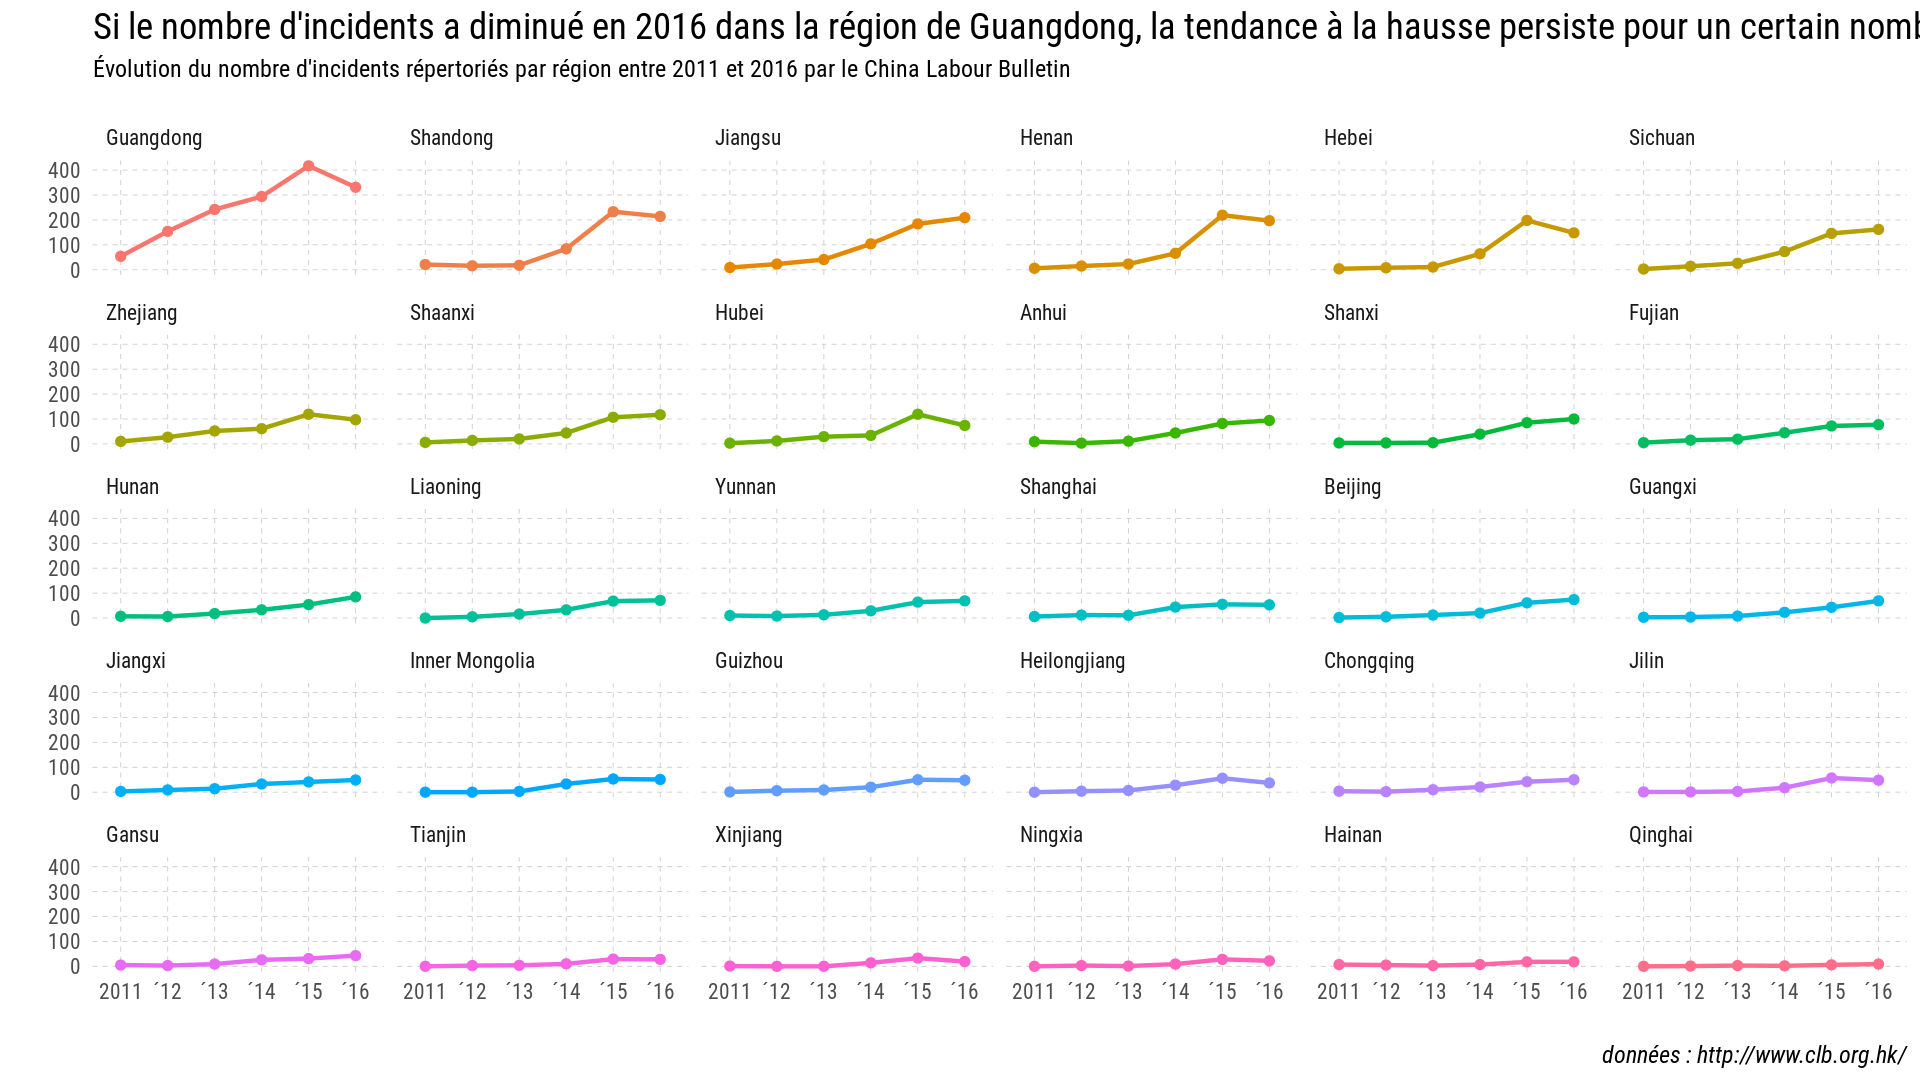 Si le nombre d'incidents a diminué en 2016 dans la région de Guangdong, la tendance à la hausse persiste pour un certain
Évolution du nombre d'incidents répertoriés par région entre 2011 et 2016 par le China Labour Bulletin
Guangdong Shandong Jiangsu Henan Hebei Sichuan
400
300
200
100
0
Zhejiang Shaanxi Hubei Anhui Shanxi Fujian
400
300
200
100
0
Hunan Liaoning Yunnan Shanghai Beijing Guangxi
400
300
200
100
0
Jiangxi Inner Mongolia Guizhou Heilongjiang Chongqing Jilin
400
300
200
100
0
Gansu Tianjin Xinjiang Ningxia Hainan Qinghai
400
300
200
100
0
2011 ´12 ´13 ´14 ´15 ´16 2011 ´12 ´13 ´14 ´15 ´16 2011 ´12 ´13 ´14 ´15 ´16 2011 ´12 ´13 ´14 ´15 ´16 2011 ´12 ´13 ´14 ´15 ´16 2011 ´12 ´13 ´14 ´15 ´16
données : http://www.clb.org.hk/